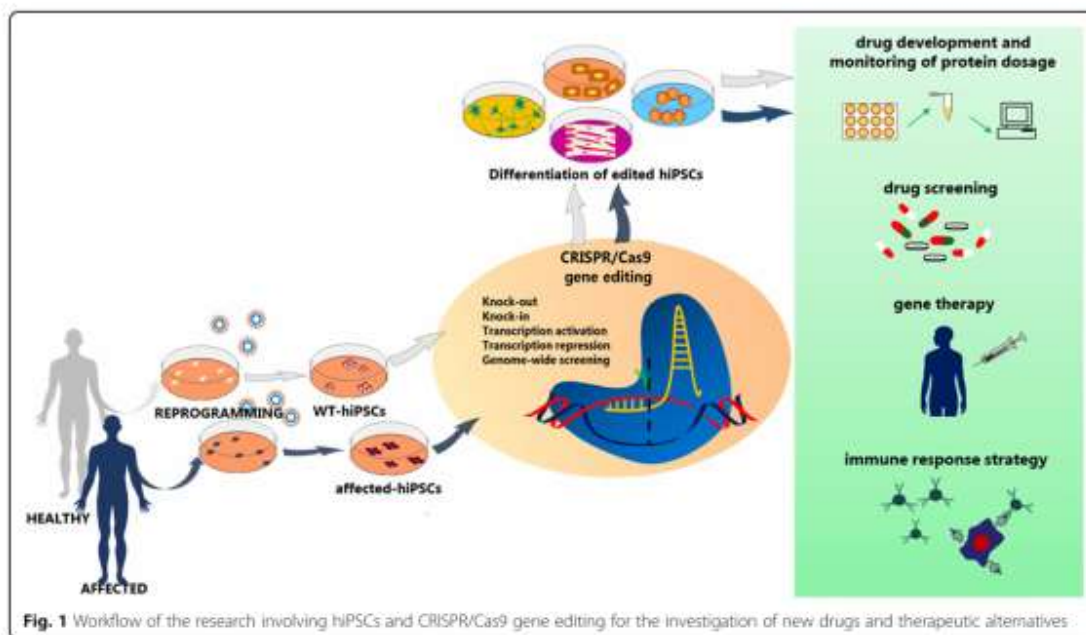 drug development and
monitoring of protein dosage
Differentiation of edited hiPSCs
drug screening
CRISPR/Cas9
gene editing
Knock-out
Knock-in
Transcription activation
Transcription repression
Genome-wide screening
gene therapy
REPROGRAMMING
WT-hiPSCs
affected-hiPSCs
immune response strategy
HEALTHY
AFFECTED
Fig. 1 Workflow of the research involving hiPSCs and CRISPR/Cas9 gene editing for the investigation of new drugs and therapeutic alternatives